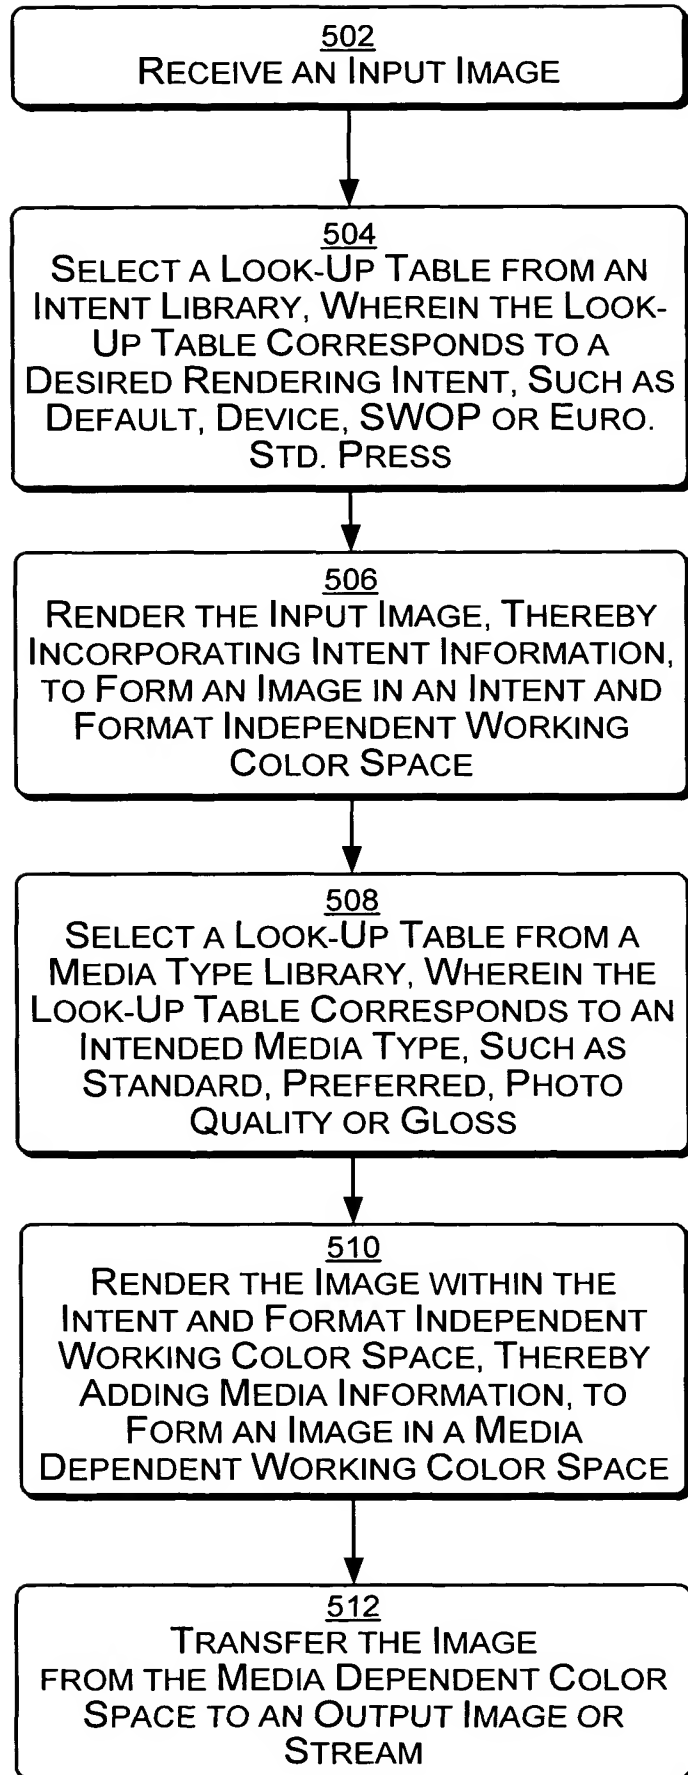 502
RECEIVE AN INPUT IMAGE
504
SELECT A LOOK-UP TABLE FROM AN
INTENT LIBRARY, WHEREIN THE LOOK-
UP TABLE CORRESPONDS TO A
DESIRED RENDERING INTENT, SUCH AS
DEFAULT, DEVICE, SWOP OR EURO.
STD. PRESS
506
RENDER THE INPUT IMAGE, THEREBY
INCORPORATING INTENT INFORMATION,
TO FORM AN IMAGE IN AN INTENT AND
FORMAT INDEPENDENT WORKING
COLOR SPACE
508
SELECT A LOOK-UP TABLE FROM A
MEDIA TYPE LIBRARY, WHEREIN THE
LOOK-UP TABLE CORRESPONDS TO AN
INTENDED MEDIA TYPE, SUCH AS
STANDARD, PREFERRED, PHOTO
QUALITY OR GLOSS
510
RENDER THE IMAGE WITHIN THE
INTENT AND FORMAT INDEPENDENT
WORKING COLOR SPACE, THEREBY
ADDING MEDIA INFORMATION, TO
FORM AN IMAGE IN A MEDIA
DEPENDENT WORKING COLOR SPACE
512
TRANSFER THE IMAGE
FROM THE MEDIA DEPENDENT COLOR
SPACE TO AN OUTPUT IMAGE OR
STREAM